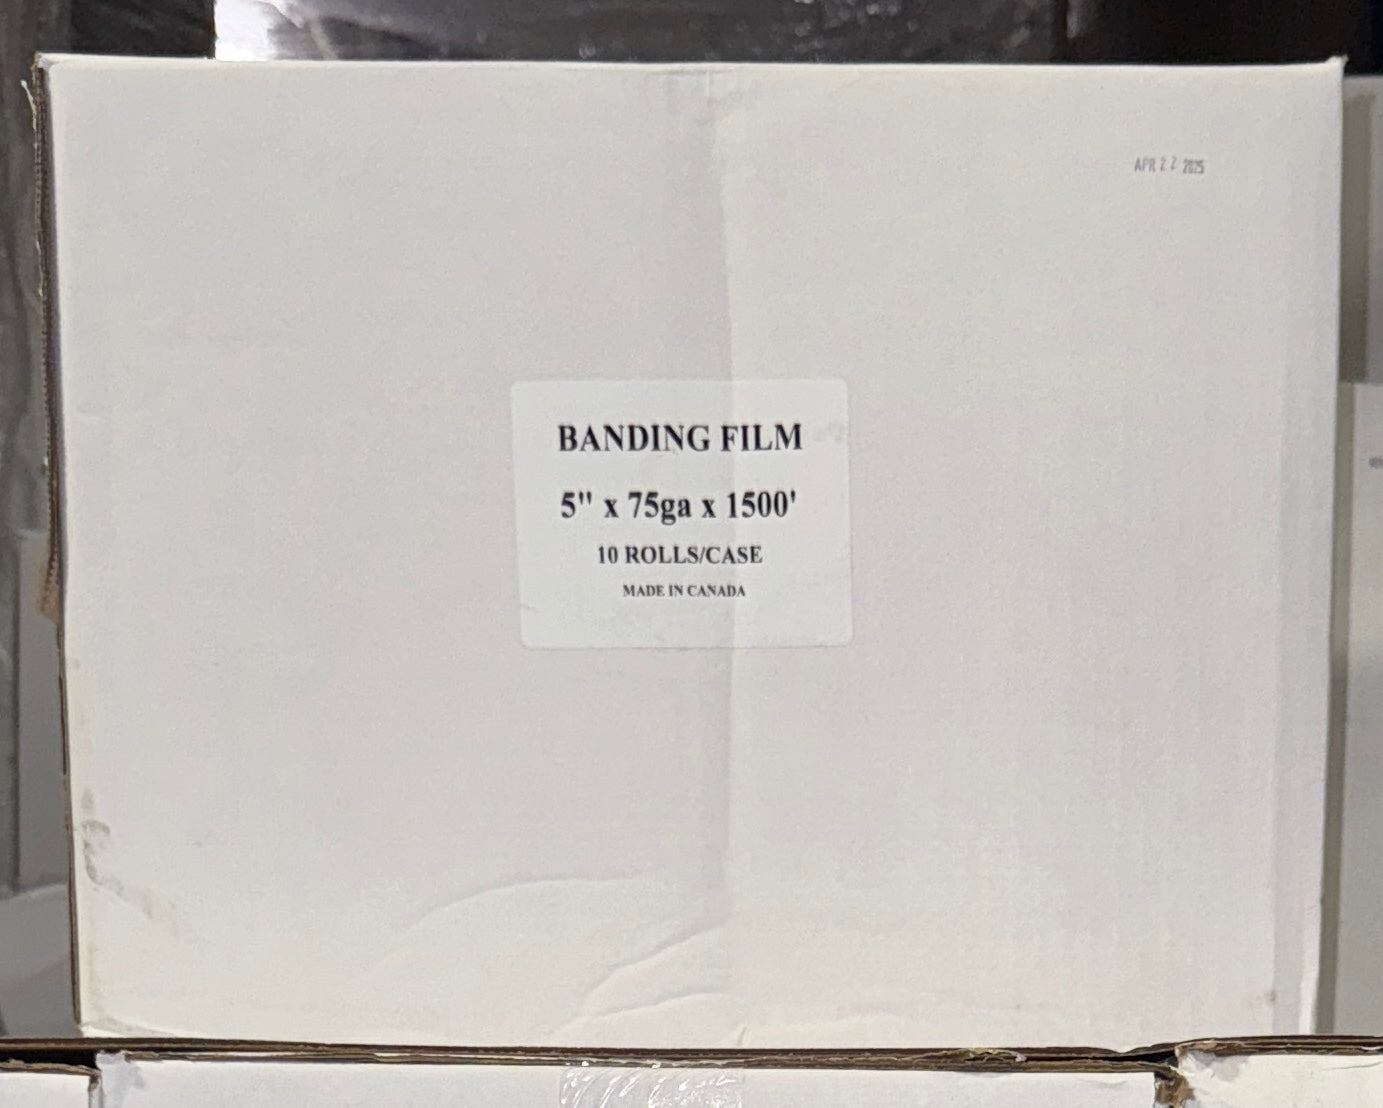 APR 22 2025
BANDING FILM
5" x 75ga x 1500'
10 ROLLS/CASE
MADE IN CANADA